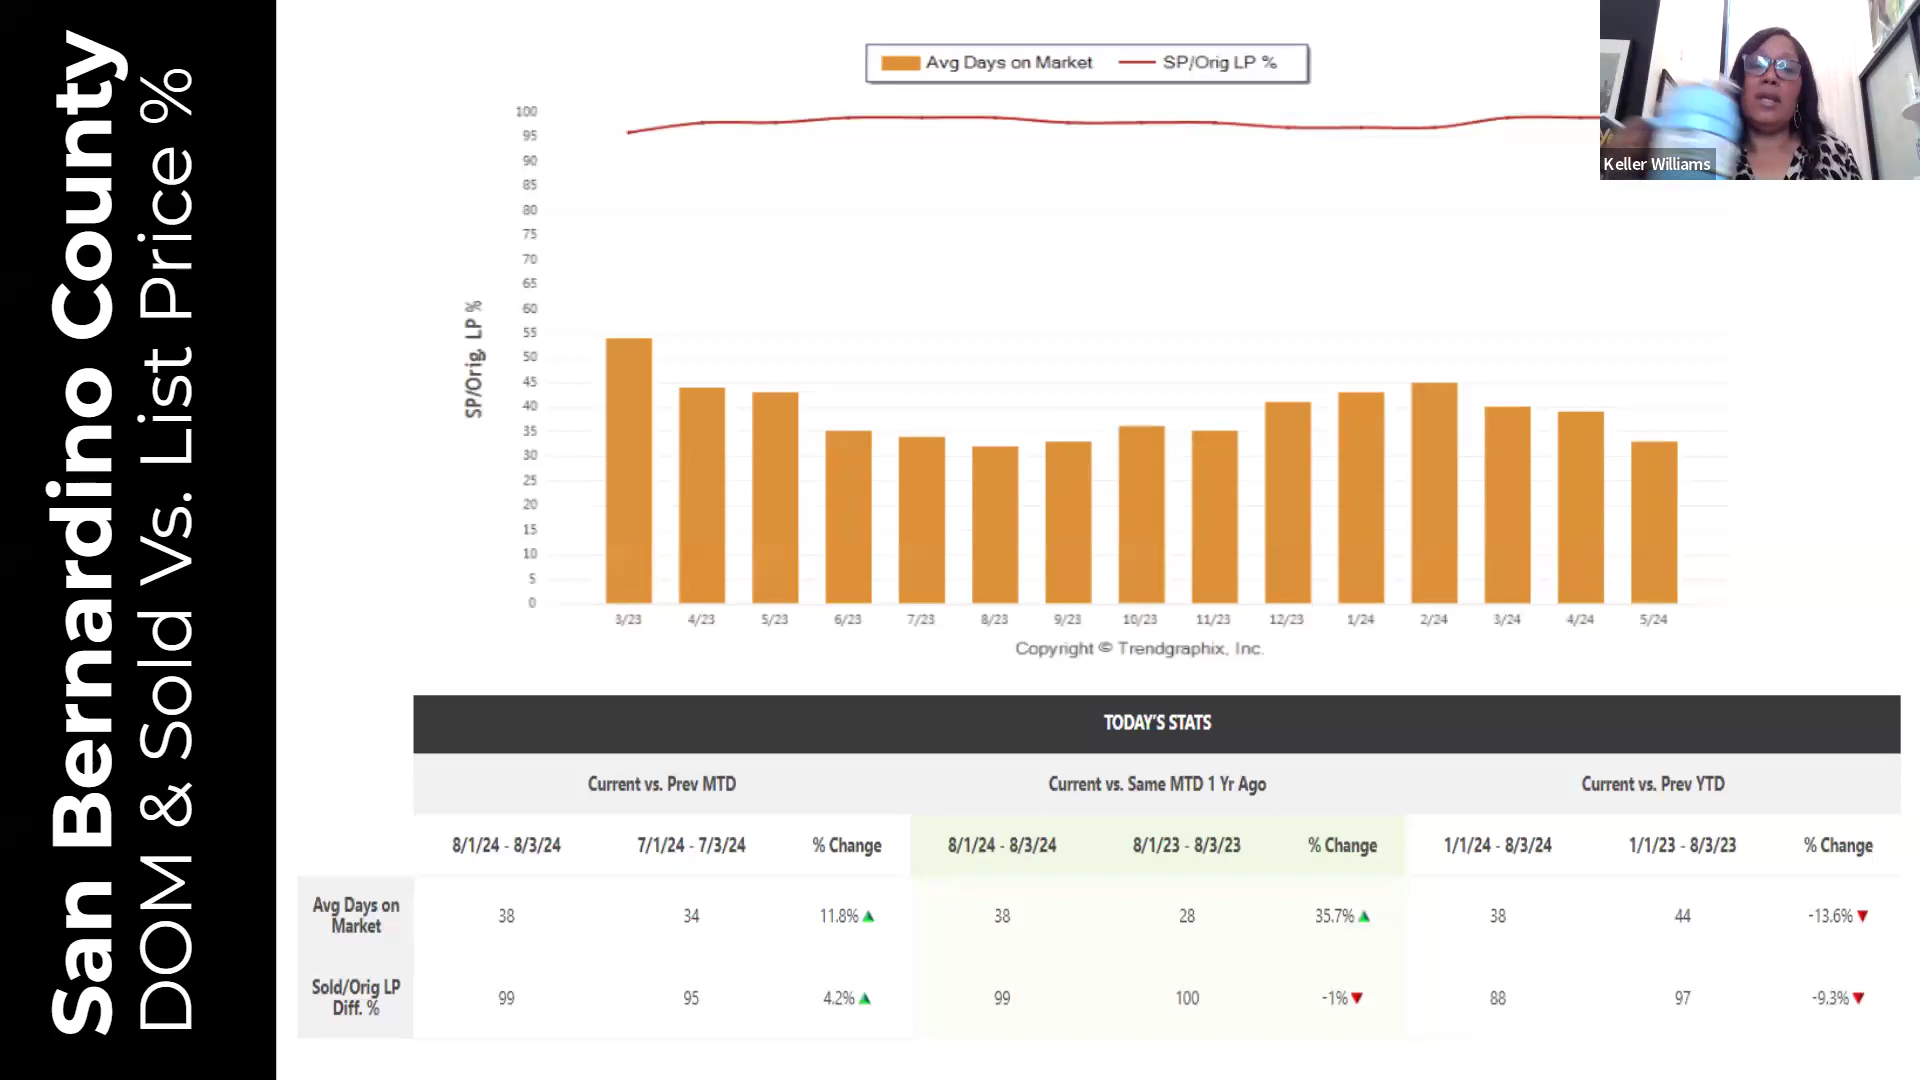 San Bernardino County
DOM & Sold Vs. List Price %
Avg Days on Market
SP/Orig LP %
Keller Williams
SP/Orig, LP %
100
95
90
85
80
75
70
65
60
55
50
45
40
35
30
25
20
15
10
5
0
3/23 4/23 5/23 6/23 7/23 8/23 9/23 10/23 11/23 12/23 1/24 2/24 3/24 4/24 5/24
Copyright © Trendgraphix, Inc.
TODAY'S STATS
Current vs. Prev MTD Current vs. Same MTD 1 Yr Ago Current vs. Prev YTD
8/1/24 - 8/3/24 7/1/24 - 7/3/24 % Change 8/1/24 - 8/3/24 8/1/23 - 8/3/23 % Change 1/1/24 - 8/3/24 1/1/23 - 8/3/23 % Change
Avg Days on
Market
38 34 11.8% 38 28 35.7% 38 44 -13.6%
Sold/Orig LP
Diff. %
99 95 4.2% 99 100 -1% 88 97 -9.3%